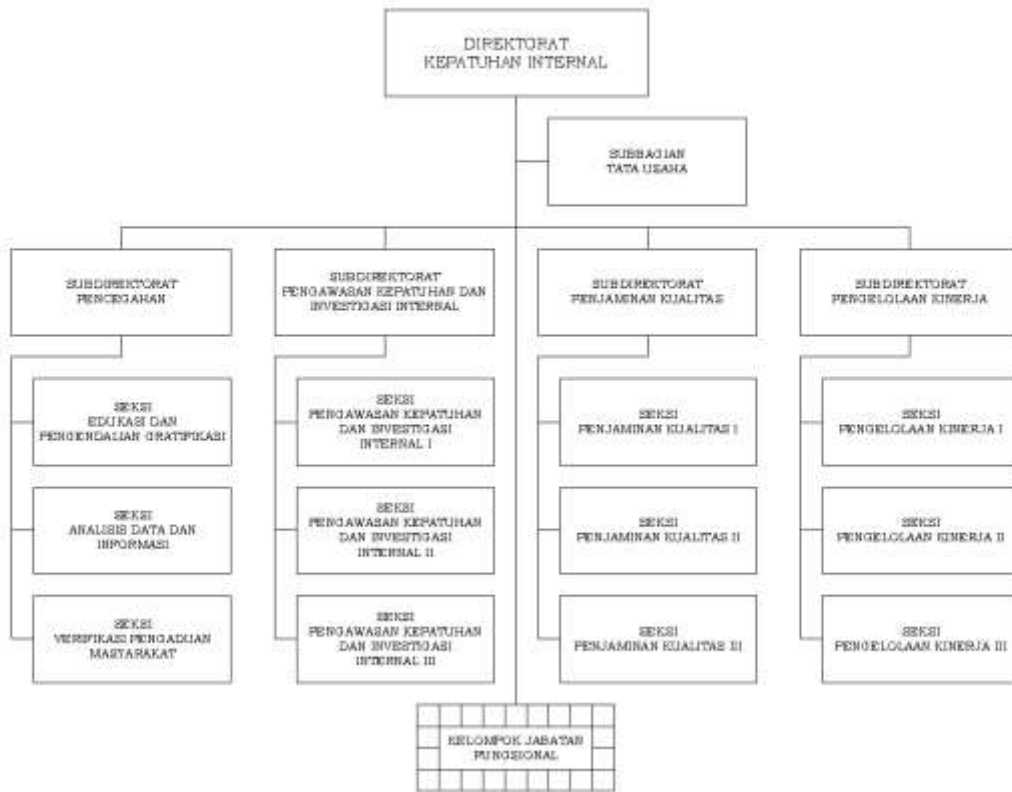 DIREKTORAT
KEPATUHAN INTERNAL
SUBBAGIAN
TATA USAHA
SUBDIREKTORAT
PENCEGAHAN
SUBDIREKTORAT
PENGAWASAN KEPATUHAN DAN
INVESTIGASI INTERNAL
SUBDIREKTORAT
PENJAMINAN KUALITAS
SUBDIREKTORAT
PENGELOLAAN KINERJA
SEKSI
EDUKASI DAN
PENGENDALIAN GRATIFIKASI
SEKSI
PENGAWASAN KEPATUHAN
DAN INVESTIGASI
INTERNAL I
SEKSI
PENJAMINAN KUALITAS I
SEKSI
PENGELOLAAN KINERJA I
SEKSI
ANALISIS DATA DAN
INFORMASI
SEKSI
PENGAWASAN KEPATUHAN
DAN INVESTIGASI
INTERNAL II
SEKSI
PENJAMINAN KUALITAS II
SEKSI
PENGELOLAAN KINERJA II
SEKSI
VERIFIKASI PENGADUAN
MASYARAKAT
SEKSI
PENGAWASAN KEPATUHAN
DAN INVESTIGASI
INTERNAL III
SEKSI
PENJAMINAN KUALITAS III
SEKSI
PENGELOLAAN KINERJA III
KELOMPOK JABATAN
FUNGSIONAL